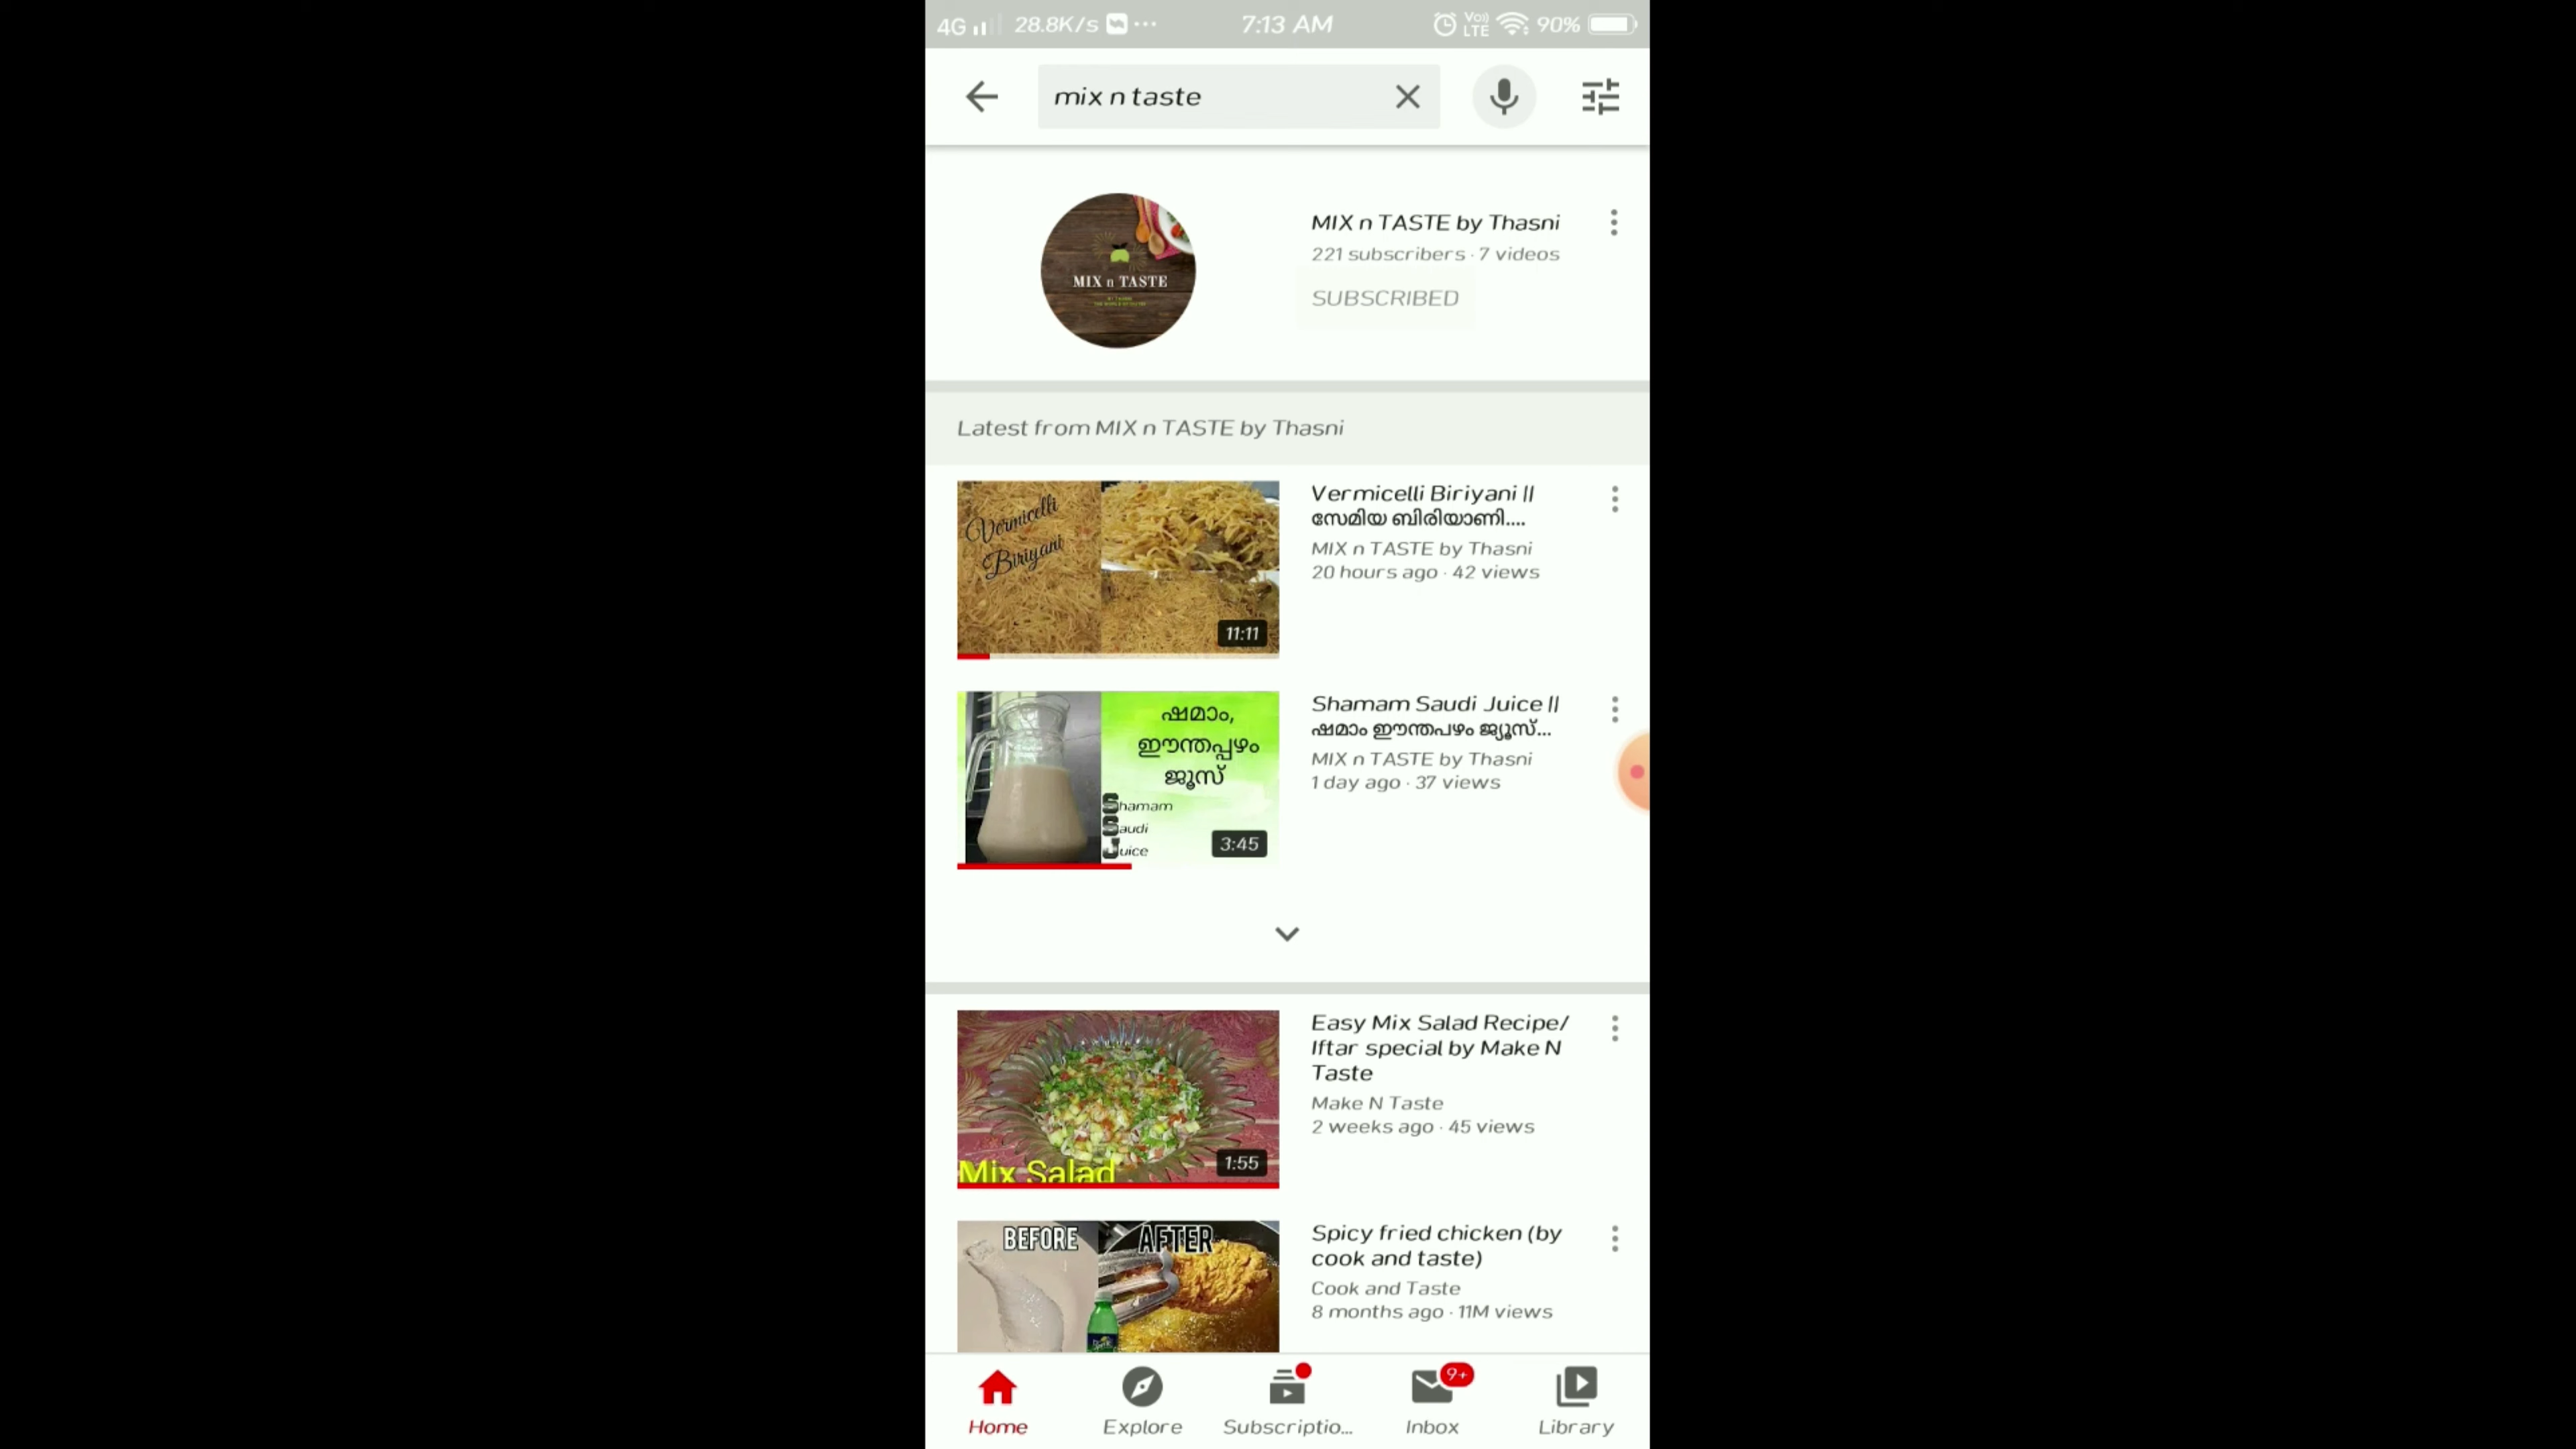 4G 28.8K/s ... 7:13 AM VoLTE 90%
mix n taste
MIX n TASTE
MIX n TASTE by Thasni
221 subscribers · 7 videos
SUBSCRIBED
Latest from MIX n TASTE by Thasni
Vermicelli
Biriyani
11:11
Vermicelli Biriyani ||
സേമിയ ബിരിയാണി....
MIX n TASTE by Thasni
20 hours ago · 42 views
ഷമാം,
ഈന്തപ്പഴം
ജൂസ്
Shamam
Saudi
Juice
3:45
Shamam Saudi Juice ||
ഷമാം ഈന്തപഴം ജ്യൂസ്...
MIX n TASTE by Thasni
1 day ago · 37 views
Mix Salad
1:55
Easy Mix Salad Recipe/
Iftar special by Make N
Taste
Make N Taste
2 weeks ago · 45 views
BEFORE AFTER
Spicy fried chicken (by
cook and taste)
Cook and Taste
8 months ago · 11M views
9+
Home Explore Subscriptio... Inbox Library